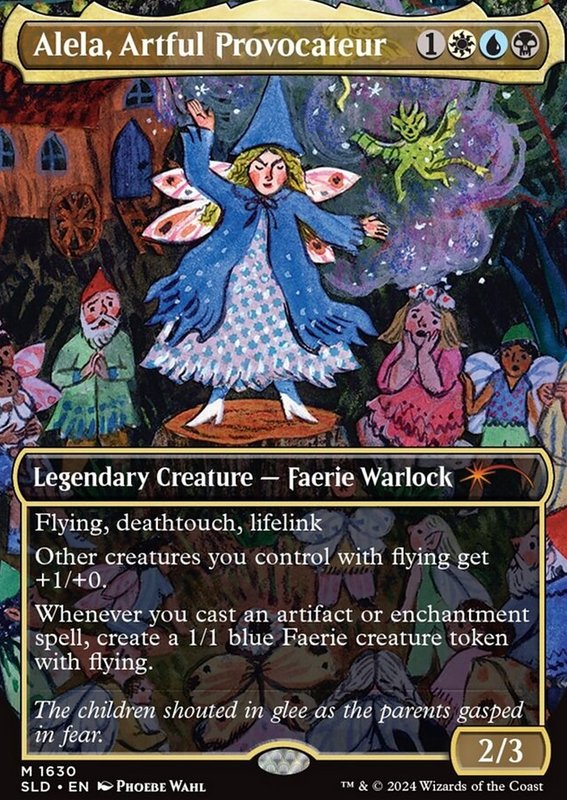 Alela, Artful Provocateur 1
Legendary Creature — Faerie Warlock
Flying, deathtouch, lifelink
Other creatures you control with flying get
+1/+0.
Whenever you cast an artifact or enchantment
spell, create a 1/1 blue Faerie creature token
with flying.
The children shouted in glee as the parents gasped
in fear.
2/3
M 1630
SLD • EN Phoebe Wahl
™ & © 2024 Wizards of the Coast